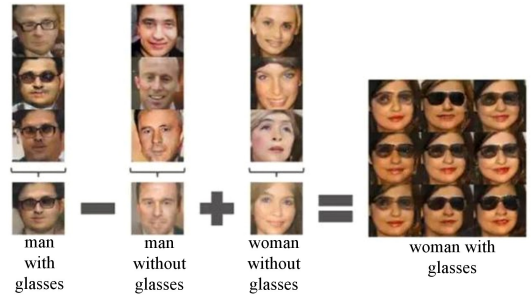 man
with
glasses
man
without
glasses
woman
without
glasses
woman with
glasses